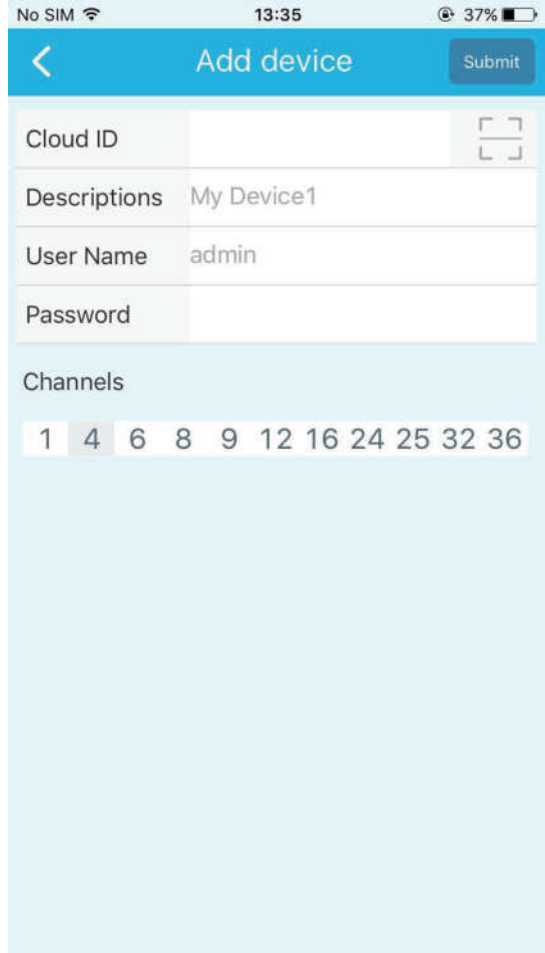 No SIM 13:35 37%
Add device Submit
Cloud ID
Descriptions My Device1
User Name admin
Password
Channels
1 4 6 8 9 12 16 24 25 32 36